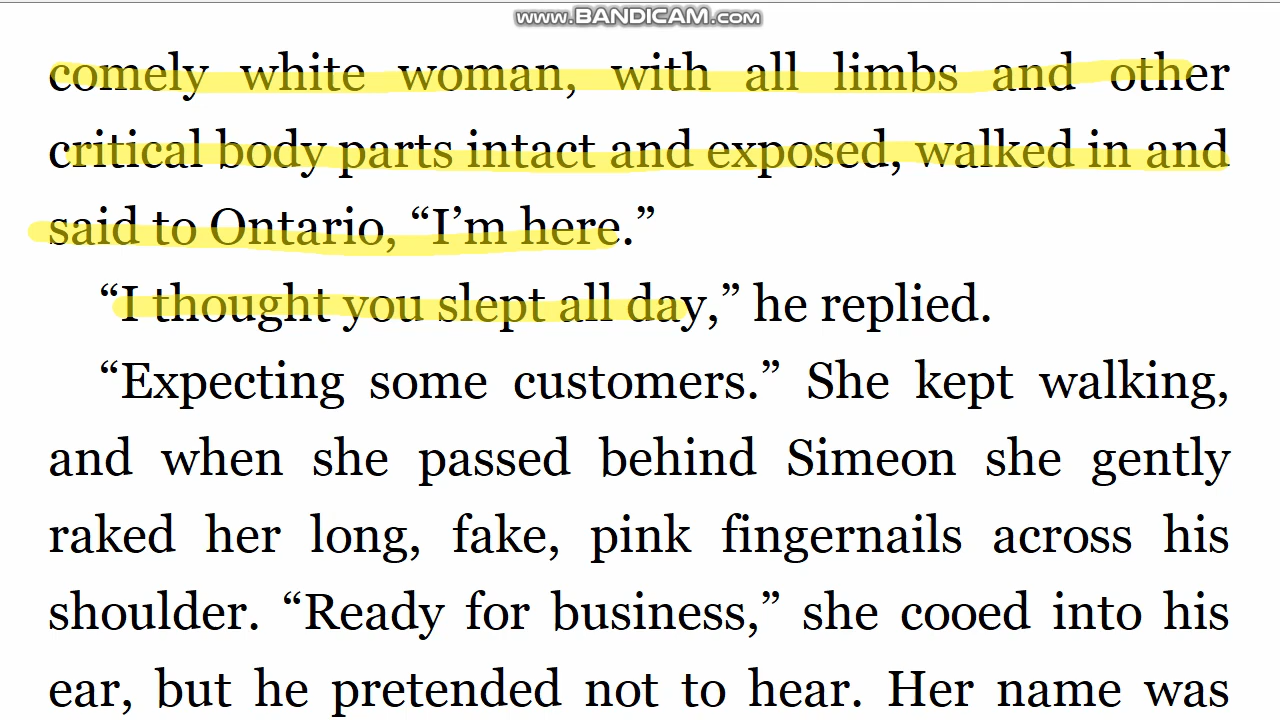 www.BANDICAM.com
comely white woman, with all limbs and other
critical body parts intact and exposed, walked in and
said to Ontario, “I’m here.”
“I thought you slept all day,” he replied.
“Expecting some customers.” She kept walking,
and when she passed behind Simeon she gently
raked her long, fake, pink fingernails across his
shoulder. “Ready for business,” she cooed into his
ear, but he pretended not to hear. Her name was